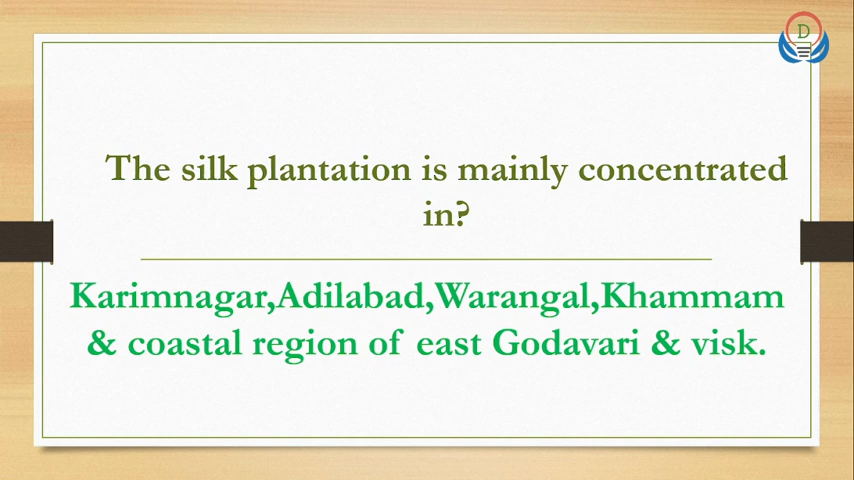 D
The silk plantation is mainly concentrated
in?
Karimnagar,Adilabad,Warangal,Khammam
& coastal region of east Godavari & visk.